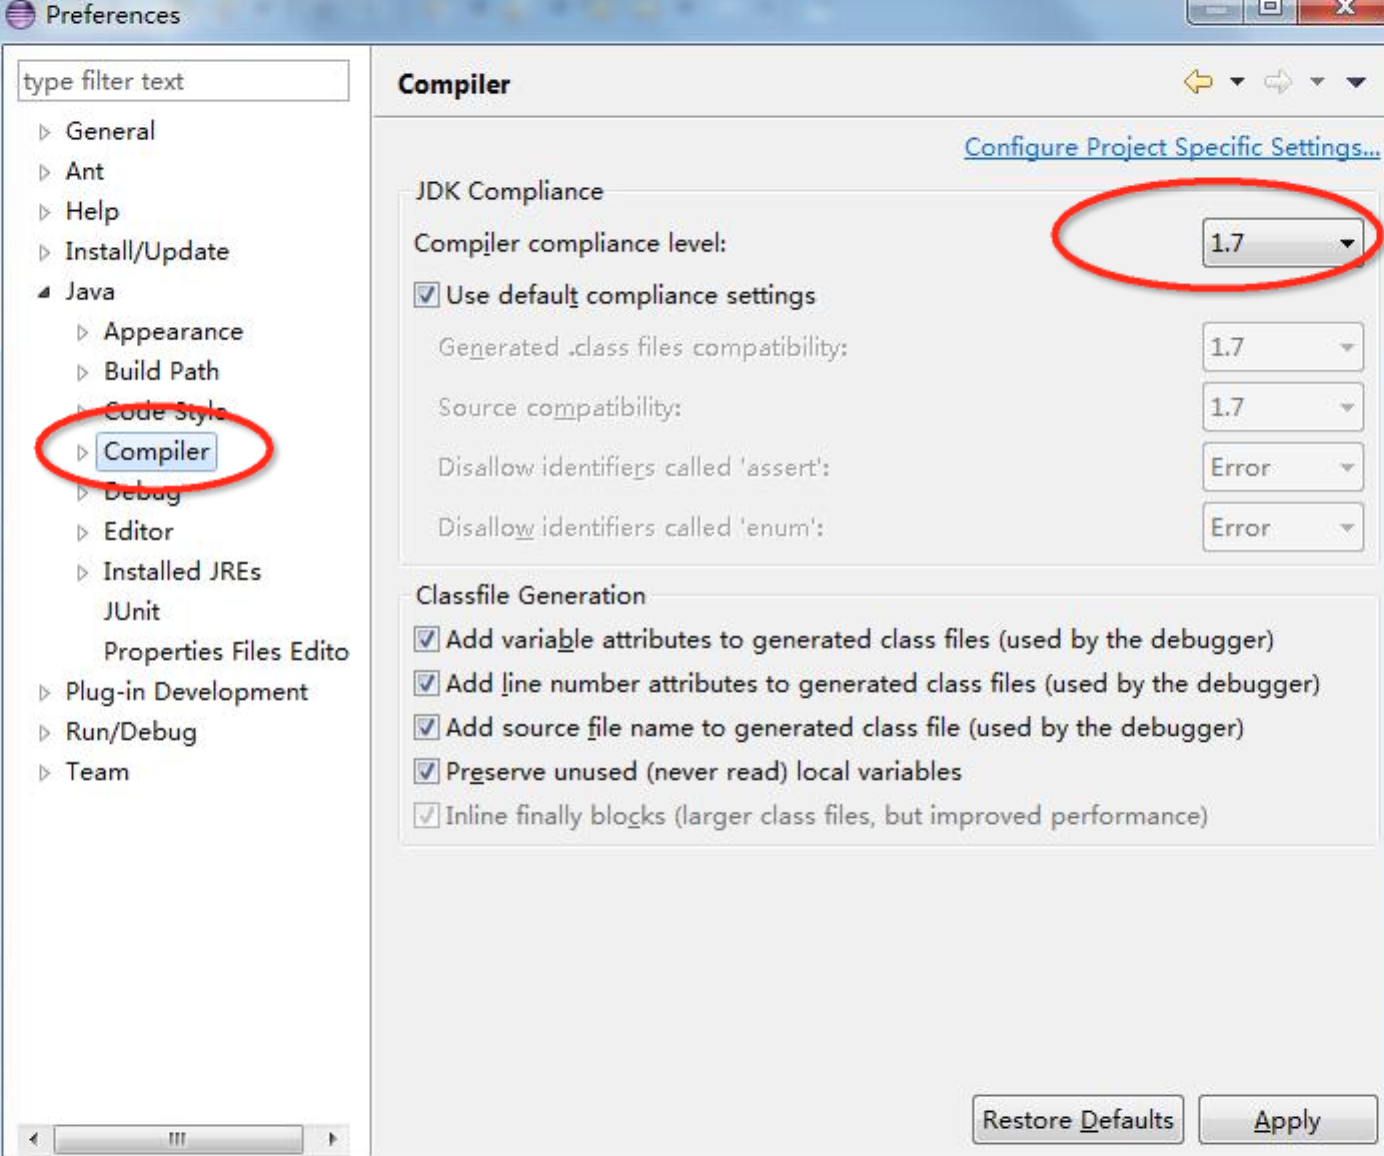 Preferences
type filter text
General
Ant
Help
Install/Update
Java
Appearance
Build Path
Code Style
Compiler
Debug
Editor
Installed JREs
JUnit
Properties Files Edito
Plug-in Development
Run/Debug
Team
Compiler
Configure Project Specific Settings...
JDK Compliance
Compiler compliance level: 1.7
Use default compliance settings
Generated .class files compatibility: 1.7
Source compatibility: 1.7
Disallow identifiers called 'assert': Error
Disallow identifiers called 'enum': Error
Classfile Generation
Add variable attributes to generated class files (used by the debugger)
Add line number attributes to generated class files (used by the debugger)
Add source file name to generated class file (used by the debugger)
Preserve unused (never read) local variables
Inline finally blocks (larger class files, but improved performance)
Restore Defaults Apply